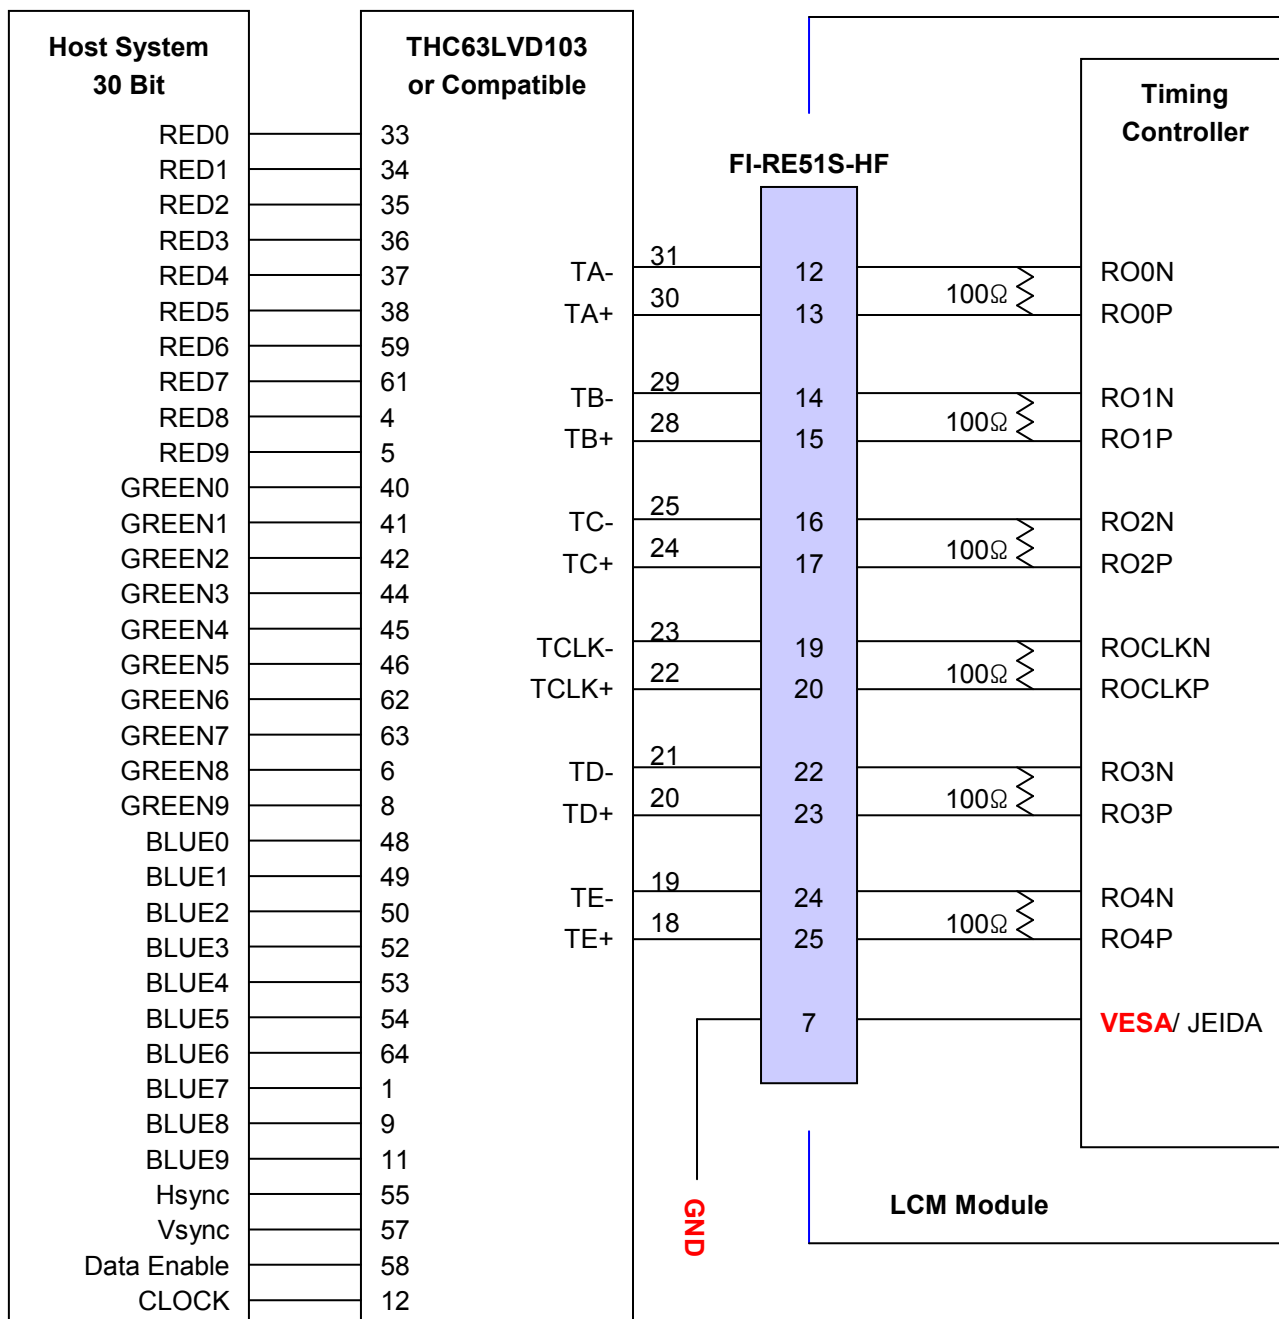 Host System
30 Bit
RED0 33
RED1 34
RED2 35
RED3 36
RED4 37
RED5 38
RED6 59
RED7 61
RED8 4
RED9 5
GREEN0 40
GREEN1 41
GREEN2 42
GREEN3 44
GREEN4 45
GREEN5 46
GREEN6 62
GREEN7 63
GREEN8 6
GREEN9 8
BLUE0 48
BLUE1 49
BLUE2 50
BLUE3 52
BLUE4 53
BLUE5 54
BLUE6 64
BLUE7 1
BLUE8 9
BLUE9 11
Hsync 55
Vsync 57
Data Enable 58
CLOCK 12
THC63LVD103
or Compatible
TA- 31
TA+ 30
TB- 29
TB+ 28
TC- 25
TC+ 24
TCLK- 23
TCLK+ 22
TD- 21
TD+ 20
TE- 19
TE+ 18
FI-RE51S-HF
12
13
14
15
16
17
19
20
22
23
24
25
7
GND
100Ω
100Ω
100Ω
100Ω
100Ω
100Ω
Timing
Controller
RO0N
RO0P
RO1N
RO1P
RO2N
RO2P
ROCLKN
ROCLKP
RO3N
RO3P
RO4N
RO4P
VESA/ JEIDA
LCM Module